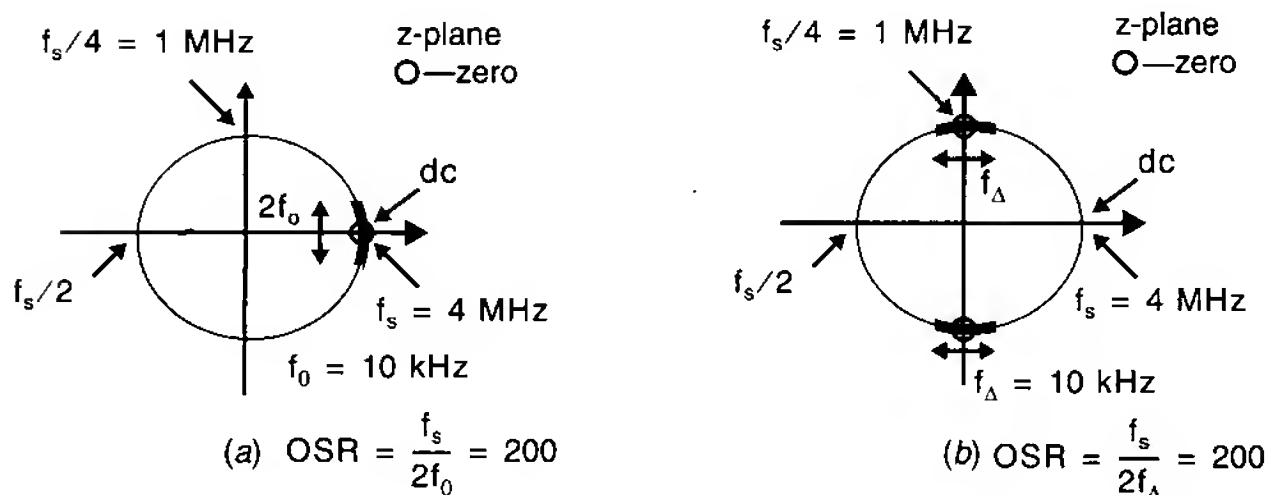 f_s/4 = 1 MHz
z-plane
O—zero
dc
2f_o
f_s/2
f_s = 4 MHz
f_0 = 10 kHz
(a) OSR = f_s/2f_0 = 200
f_s/4 = 1 MHz
z-plane
O—zero
dc
f_Δ
f_s/2
f_s = 4 MHz
f_Δ = 10 kHz
(b) OSR = f_s/2f_Δ = 200